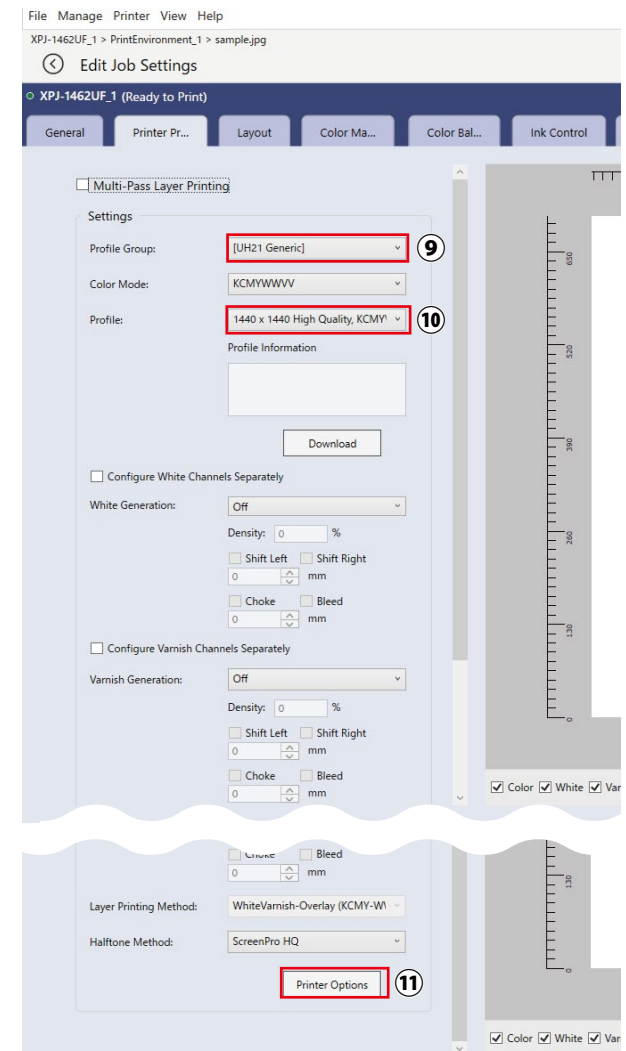 File Manage Printer View Help
XPJ-1462UF_1 > PrintEnvironment_1 > sample.jpg
Edit Job Settings
XPJ-1462UF_1 (Ready to Print)
General Printer Pr... Layout Color Ma... Color Bal... Ink Control
Multi-Pass Layer Printing
Settings
Profile Group: [UH21 Generic] ⑨
Color Mode: KCMYWWVV
Profile: 1440 x 1440 High Quality, KCMY ⑩
Profile Information
Download
Configure White Channels Separately
White Generation: Off
Density: 0 %
Shift Left Shift Right
0 mm
Choke Bleed
0 mm
Configure Varnish Channels Separately
Varnish Generation: Off
Density: 0 %
Shift Left Shift Right
0 mm
Choke Bleed
0 mm
650
520
390
260
130
0
Color White Var
Choke Bleed
0 mm
Layer Printing Method: WhiteVarnish-Overlay (KCMY-W
Halftone Method: ScreenPro HQ
Printer Options ⑪
130
0
Color White Var